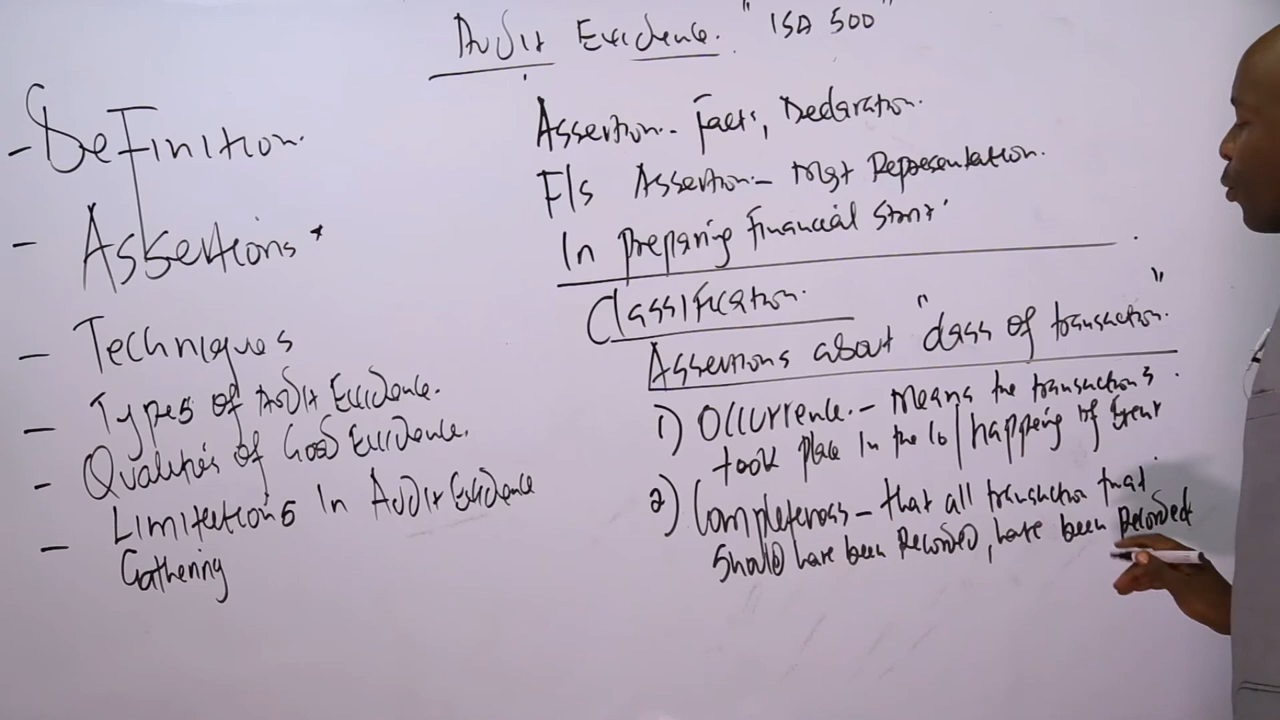 Audit Evidence. "ISA 500"
- Definition.
- Assertions *
- Techniques
- Types of Audit Evidence.
- Qualities of Good Evidence.
- Limitations In Audit Evidence
Gathering
Assertion - Facts, Declaration.
F/s Assertion:- Mgt Representation.
In Preparing Financial Stmt.
Classification.
Assertions about "class of transaction."
1) Occurrence. - Means the transactions
took place In the Co/happening of Event
2) Completeness - that all transaction that
should have been Recorded, have been Recorded